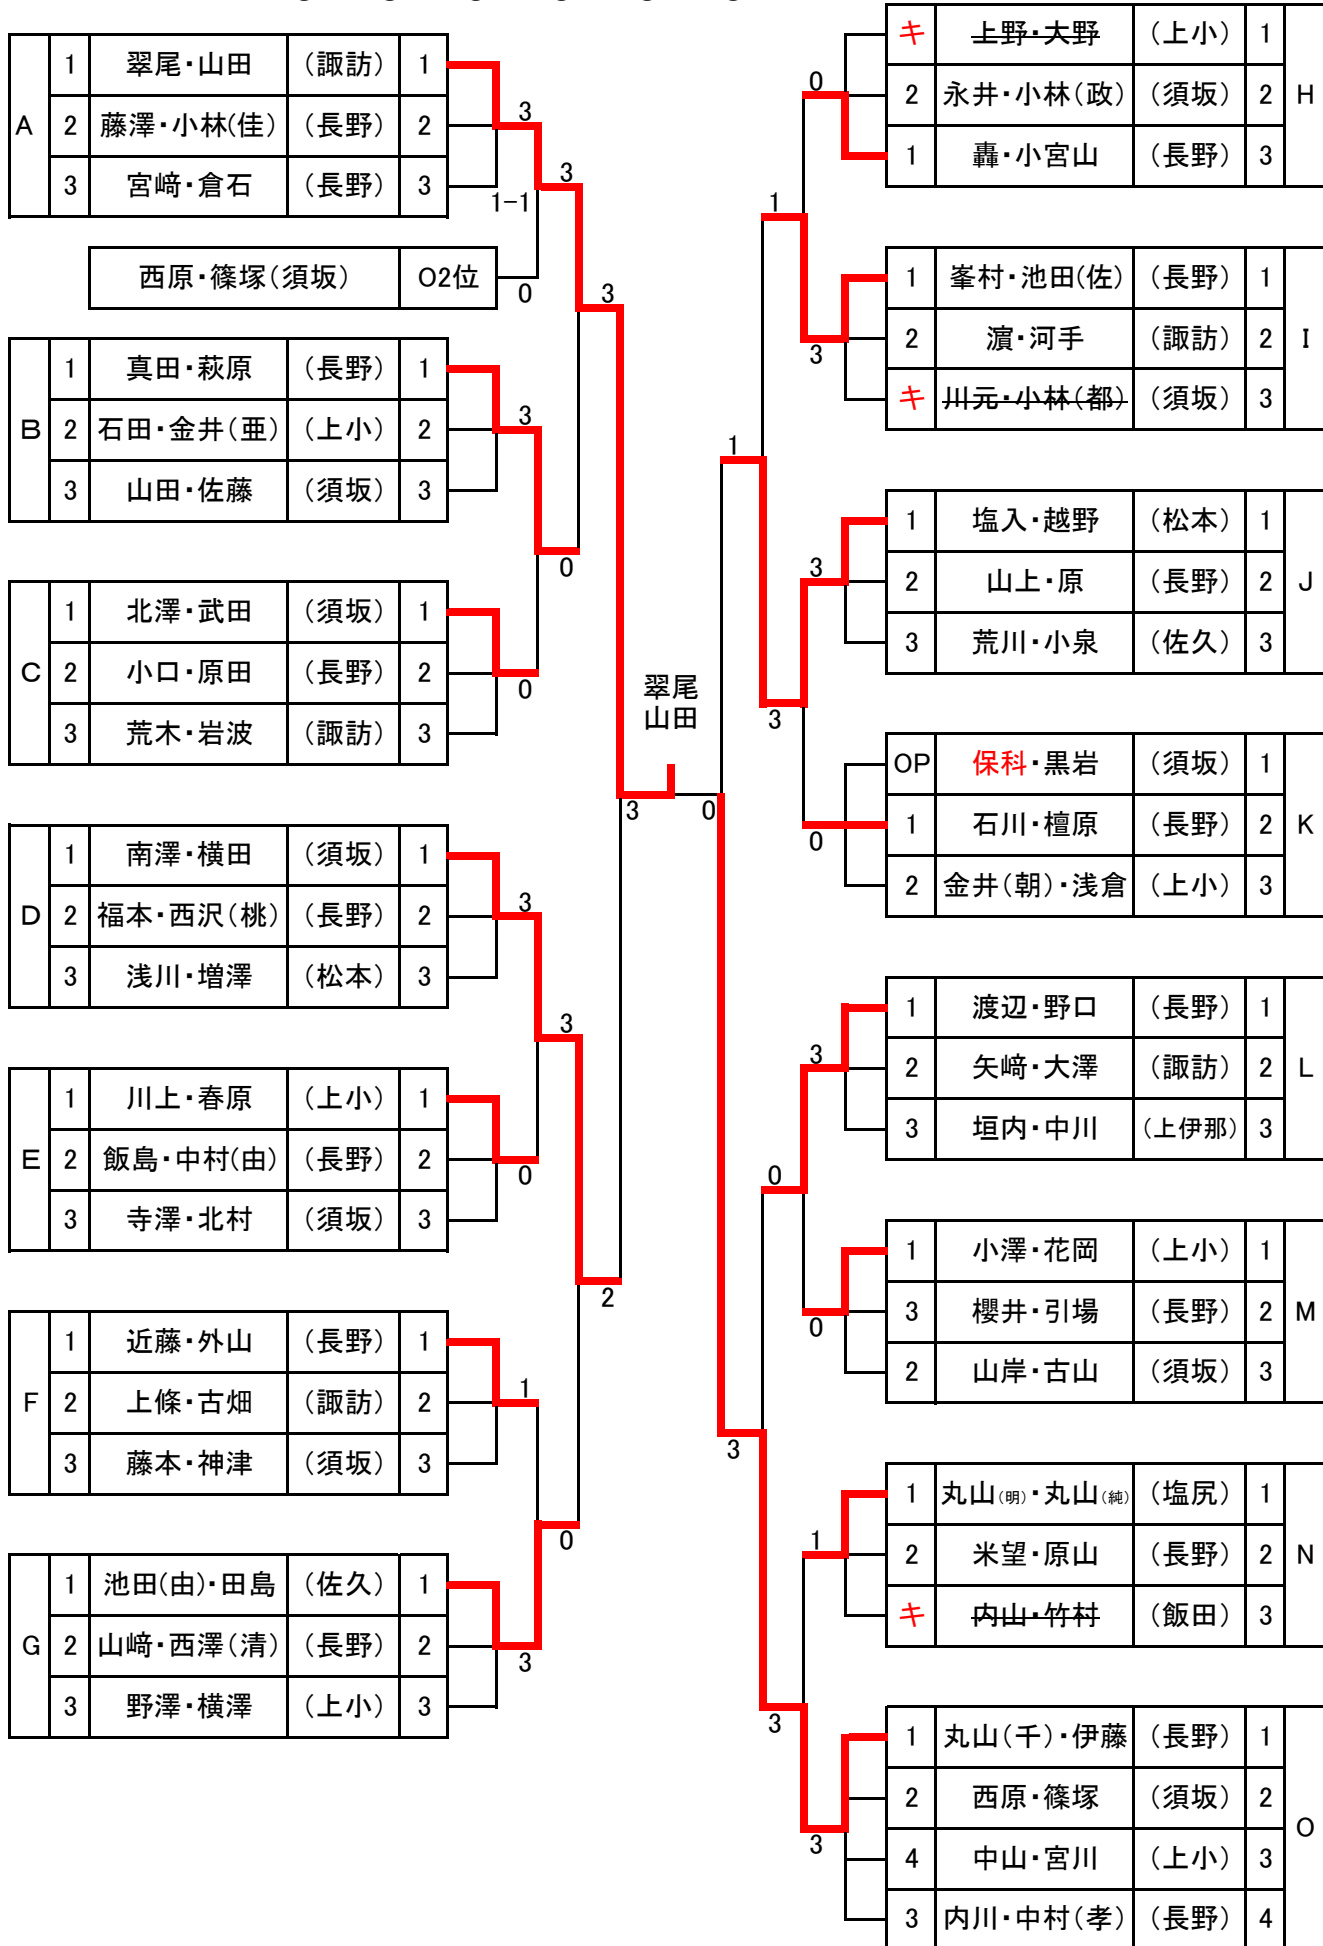 A
1 翠尾・山田 (諏訪) 1
2 藤澤・小林(佳) (長野) 2
3 宮﨑・倉石 (長野) 3
3
3
1-1
西原・篠塚(須坂) O2位
0
3
B
1 真田・萩原 (長野) 1
2 石田・金井(亜) (上小) 2
3 山田・佐藤 (須坂) 3
3
0
C
1 北澤・武田 (須坂) 1
2 小口・原田 (長野) 2
3 荒木・岩波 (諏訪) 3
0
D
1 南澤・横田 (須坂) 1
2 福本・西沢(桃) (長野) 2
3 浅川・増澤 (松本) 3
3
3
E
1 川上・春原 (上小) 1
2 飯島・中村(由) (長野) 2
3 寺澤・北村 (須坂) 3
0
2
F
1 近藤・外山 (長野) 1
2 上條・古畑 (諏訪) 2
3 藤本・神津 (須坂) 3
1
0
G
1 池田(由)・田島 (佐久) 1
2 山﨑・西澤(清) (長野) 2
3 野澤・横澤 (上小) 3
3
翠尾
山田
3 0
キ 上野・大野 (上小) 1
2 永井・小林(政) (須坂) 2 H
1 轟・小宮山 (長野) 3
0
1
1 峯村・池田(佐) (長野) 1
2 濵・河手 (諏訪) 2 I
キ 川元・小林(都) (須坂) 3
3
1
1 塩入・越野 (松本) 1
2 山上・原 (長野) 2 J
3 荒川・小泉 (佐久) 3
3
3
OP 保科・黒岩 (須坂) 1
1 石川・檀原 (長野) 2 K
2 金井(朝)・浅倉 (上小) 3
0
1 渡辺・野口 (長野) 1
2 矢﨑・大澤 (諏訪) 2 L
3 垣内・中川 (上伊那) 3
3
0
1 小澤・花岡 (上小) 1
3 櫻井・引場 (長野) 2 M
2 山岸・古山 (須坂) 3
0
3
1 丸山(明)・丸山(純) (塩尻) 1
2 米望・原山 (長野) 2 N
キ 内山・竹村 (飯田) 3
1
3
1 丸山(千)・伊藤 (長野) 1
2 西原・篠塚 (須坂) 2
4 中山・宮川 (上小) 3
3 内川・中村(孝) (長野) 4
O
3